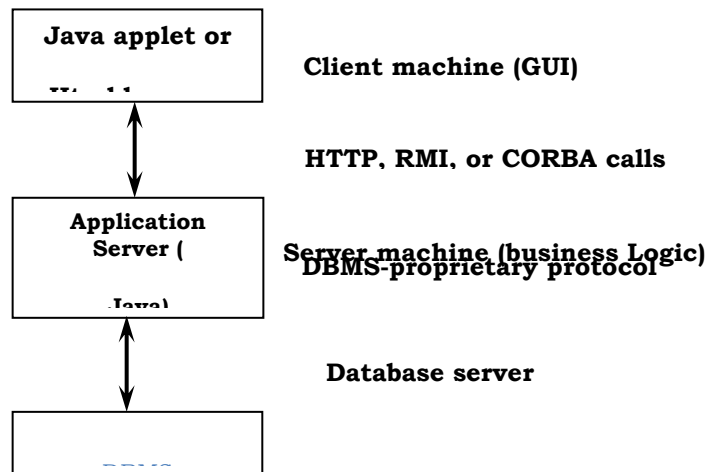 Java applet or
Client machine (GUI)
HTTP, RMI, or CORBA calls
Application
Server (
Java)
Server machine (business Logic)
DBMS-proprietary protocol
Database server
DBMS